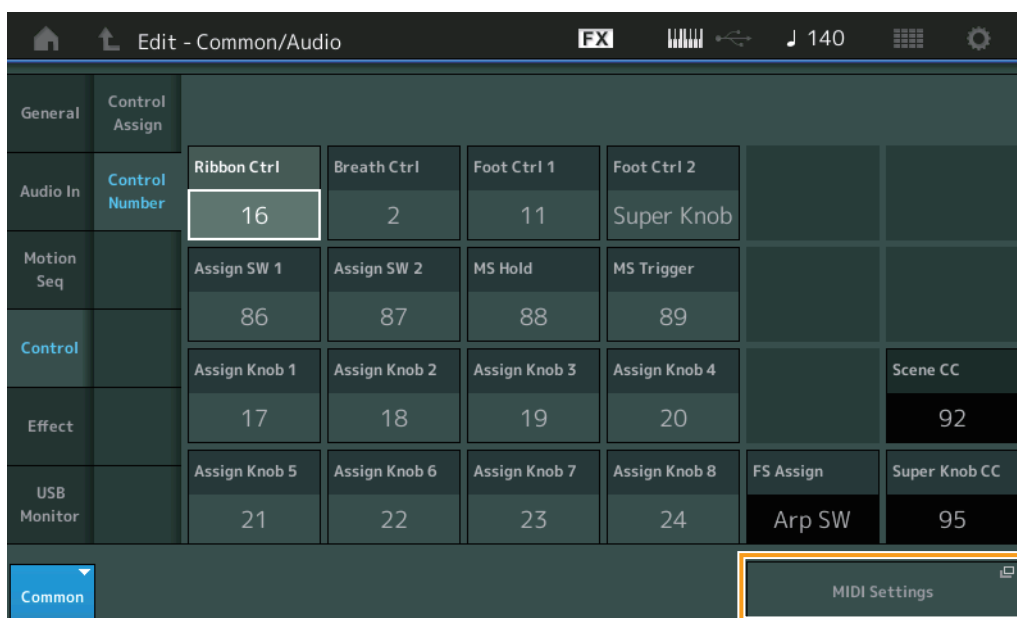 Edit - Common/Audio FX ♩ 140
General
Audio In
Motion
Seq
Control
Effect
USB
Monitor
Control
Assign
Control
Number
Ribbon Ctrl Breath Ctrl Foot Ctrl 1 Foot Ctrl 2
16 2 11 Super Knob
Assign SW 1 Assign SW 2 MS Hold MS Trigger
86 87 88 89
Assign Knob 1 Assign Knob 2 Assign Knob 3 Assign Knob 4 Scene CC
17 18 19 20 92
Assign Knob 5 Assign Knob 6 Assign Knob 7 Assign Knob 8 FS Assign Super Knob CC
21 22 23 24 Arp SW 95
Common MIDI Settings